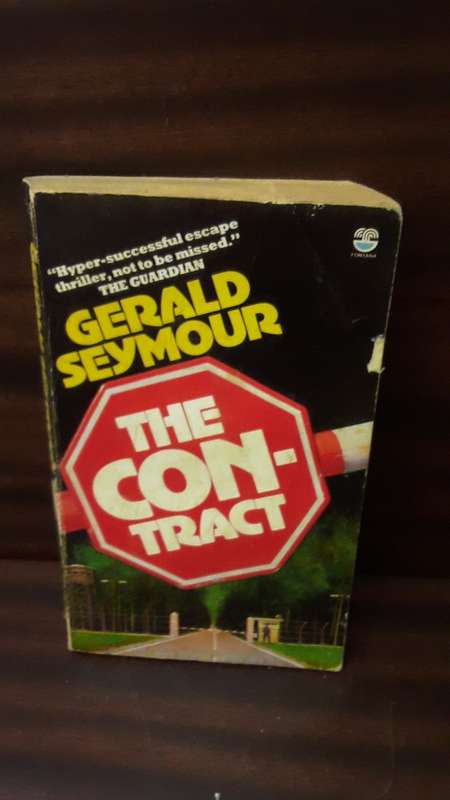 "Hyper-successful escape
thriller, not to be missed."
THE GUARDIAN
GERALD
SEYMOUR
THE
CON-
TRACT